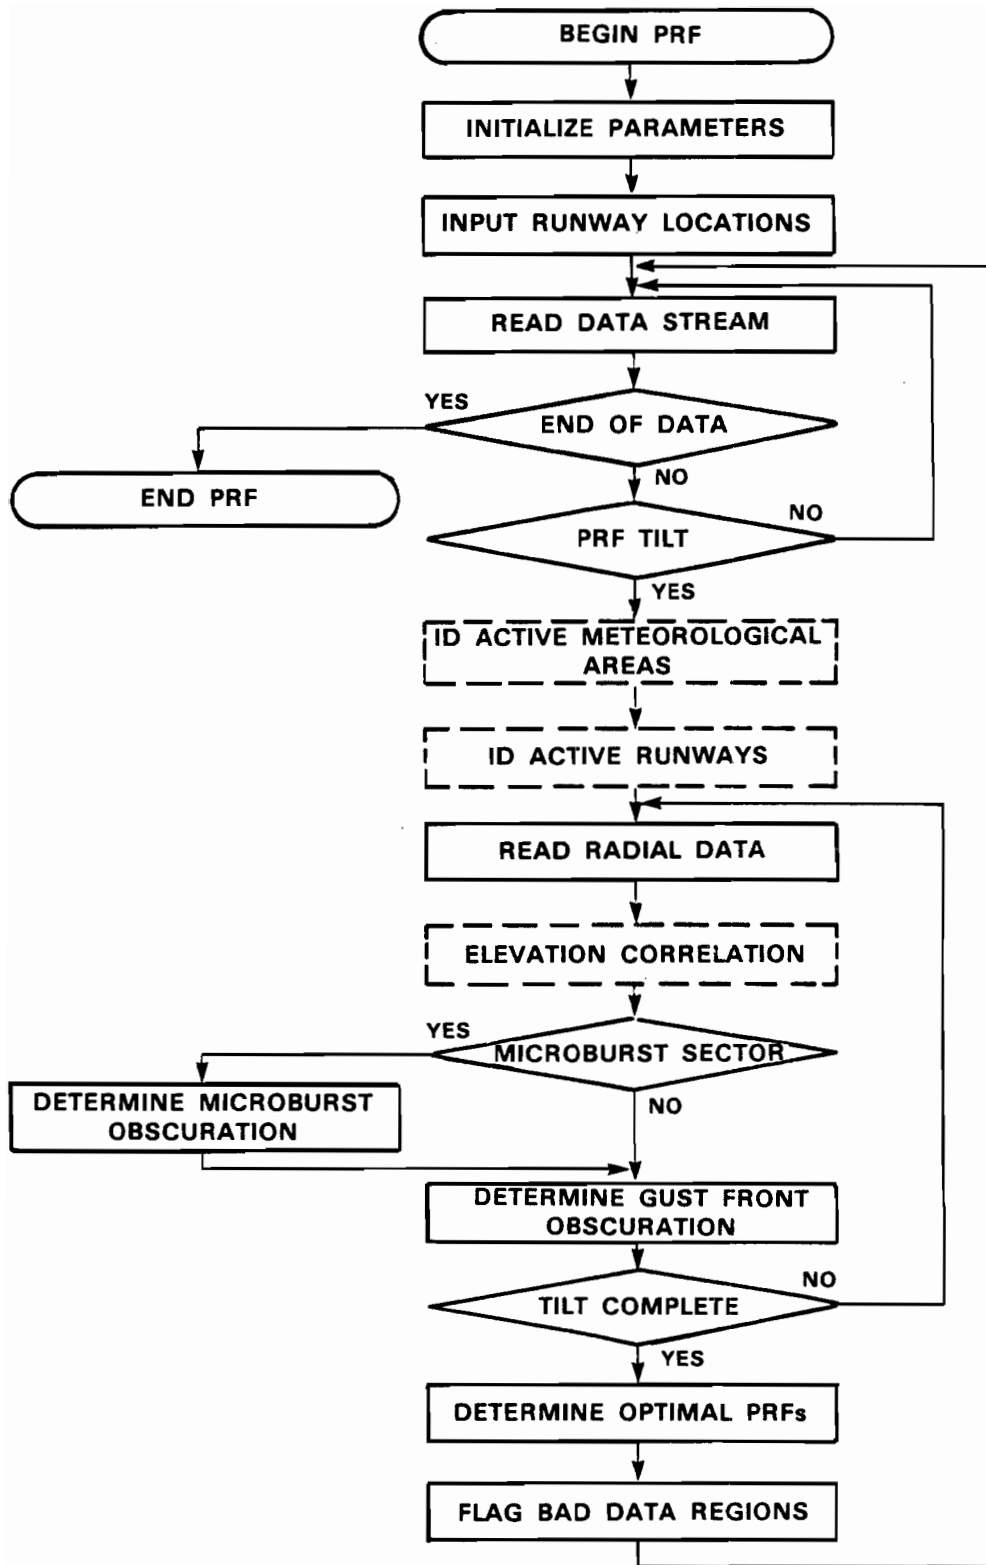 BEGIN PRF
INITIALIZE PARAMETERS
INPUT RUNWAY LOCATIONS
READ DATA STREAM
YES
END OF DATA
NO
END PRF
PRF TILT
NO
YES
ID ACTIVE METEOROLOGICAL
AREAS
ID ACTIVE RUNWAYS
READ RADIAL DATA
ELEVATION CORRELATION
YES
MICROBURST SECTOR
NO
DETERMINE MICROBURST
OBSCURATION
DETERMINE GUST FRONT
OBSCURATION
NO
TILT COMPLETE
YES
DETERMINE OPTIMAL PRFs
FLAG BAD DATA REGIONS